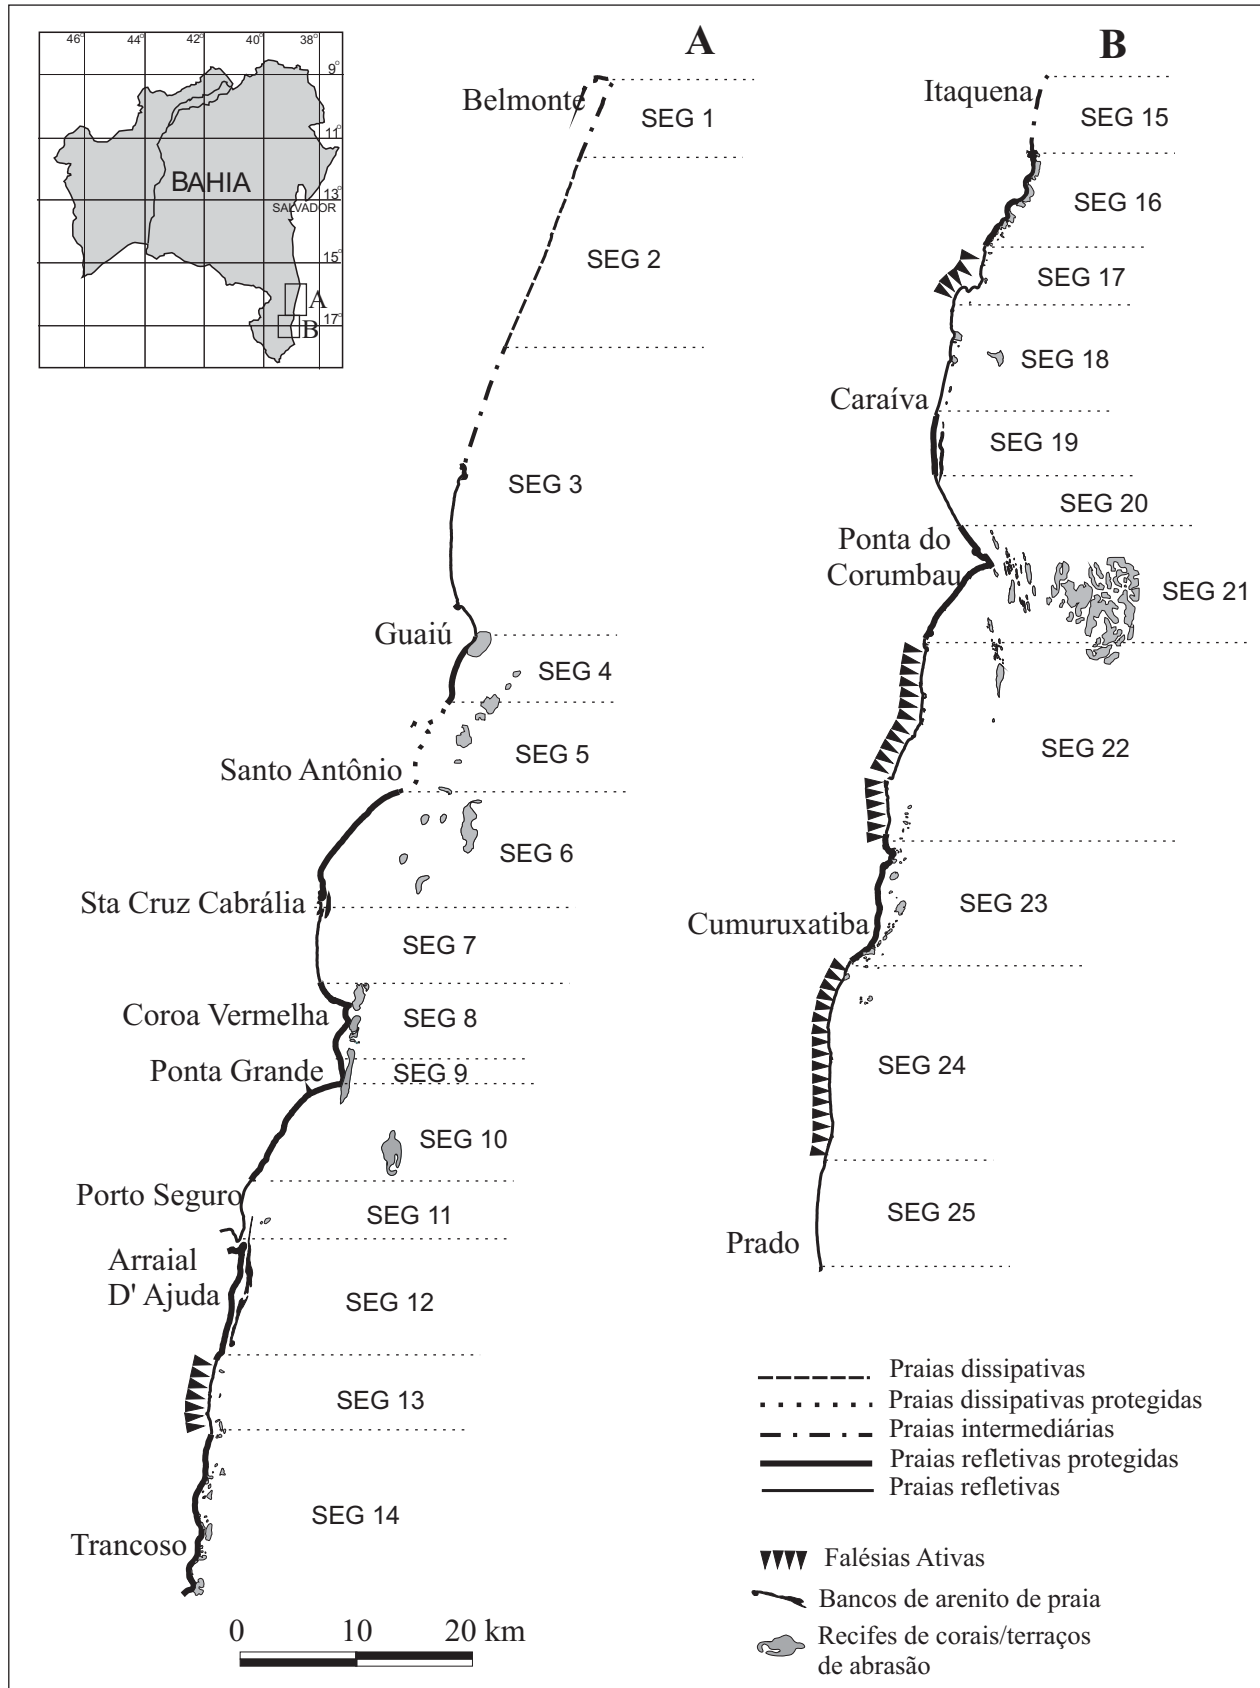 46° 44° 42° 40° 38°
9°
11°
BAHIA
13°
SALVADOR
15°
A
17°
B
A
Belmonte
SEG 1
SEG 2
SEG 3
Guaiú
SEG 4
SEG 5
Santo Antônio
SEG 6
Sta Cruz Cabrália
SEG 7
Coroa Vermelha
SEG 8
Ponta Grande
SEG 9
SEG 10
Porto Seguro
SEG 11
Arraial
D' Ajuda
SEG 12
SEG 13
SEG 14
Trancoso
0 10 20 km
B
Itaquena
SEG 15
SEG 16
SEG 17
SEG 18
Caraíva
SEG 19
SEG 20
Ponta do
Corumbau
SEG 21
SEG 22
SEG 23
Cumuruxatiba
SEG 24
SEG 25
Prado
Praias dissipativas
Praias dissipativas protegidas
Praias intermediárias
Praias refletivas protegidas
Praias refletivas
Falésias Ativas
Bancos de arenito de praia
Recifes de corais/terraços
de abrasão